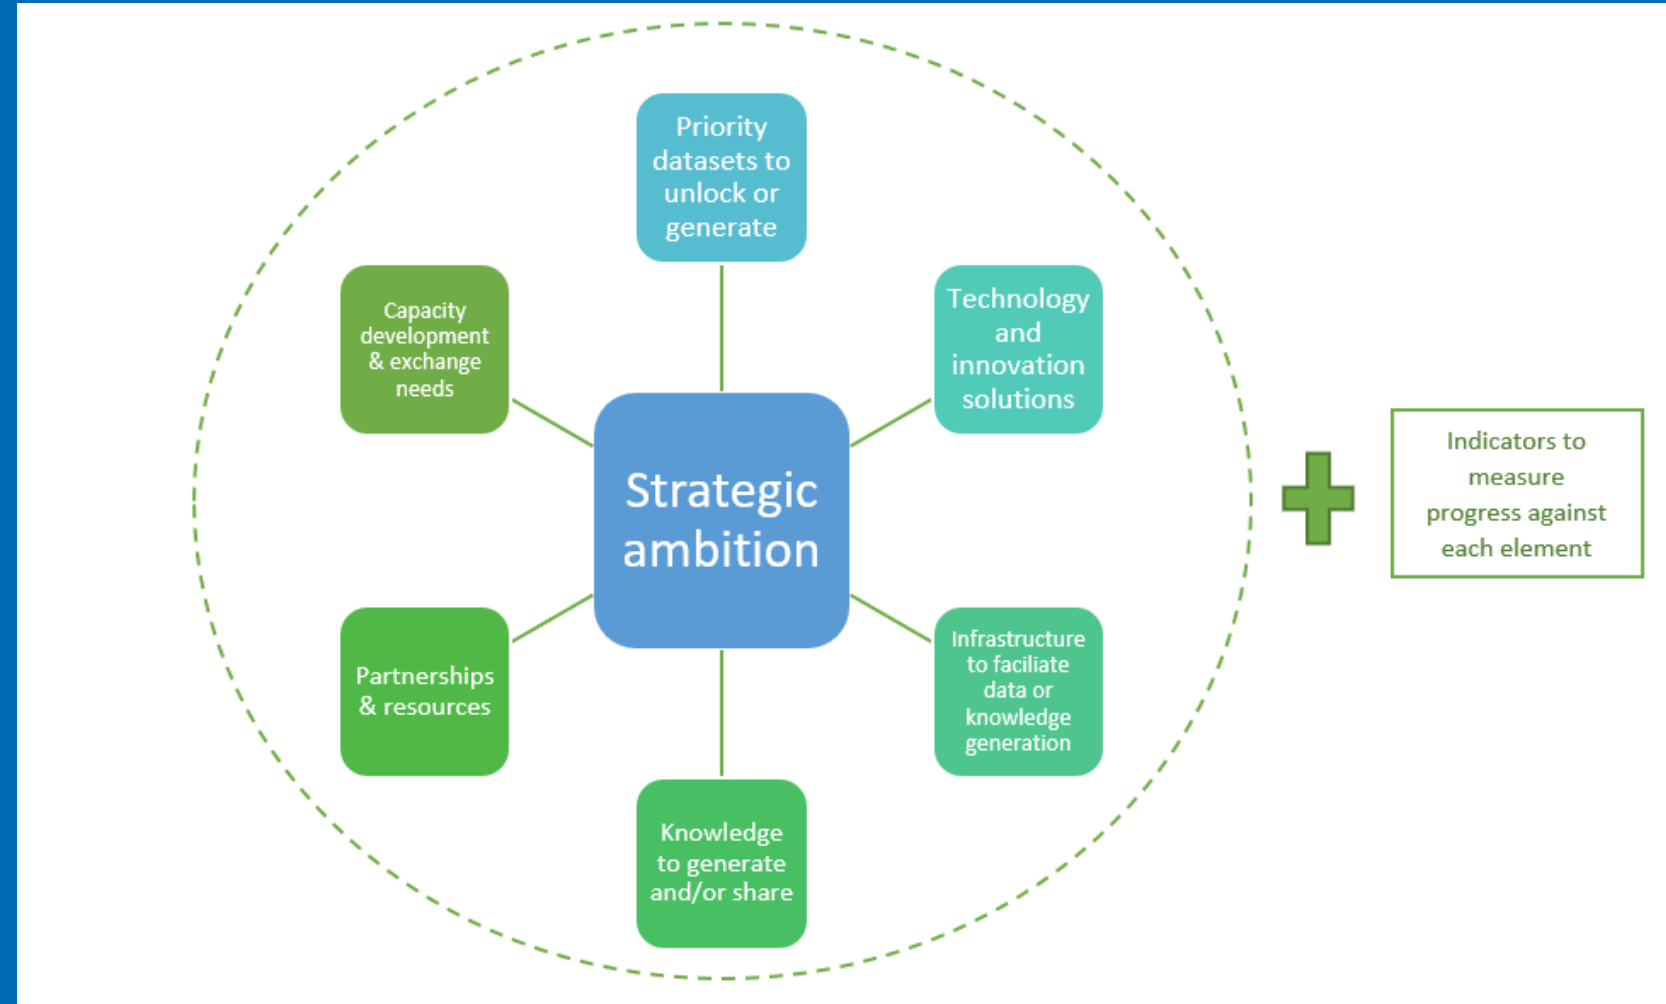 Priority
datasets to
unlock or
generate
Capacity
development
& exchange
needs
Technology
and
innovation
solutions
Strategic
ambition
Indicators to
measure
progress against
each element
Partnerships
& resources
Infrastructure
to faciliate
data or
knowledge
generation
Knowledge
to generate
and/or share